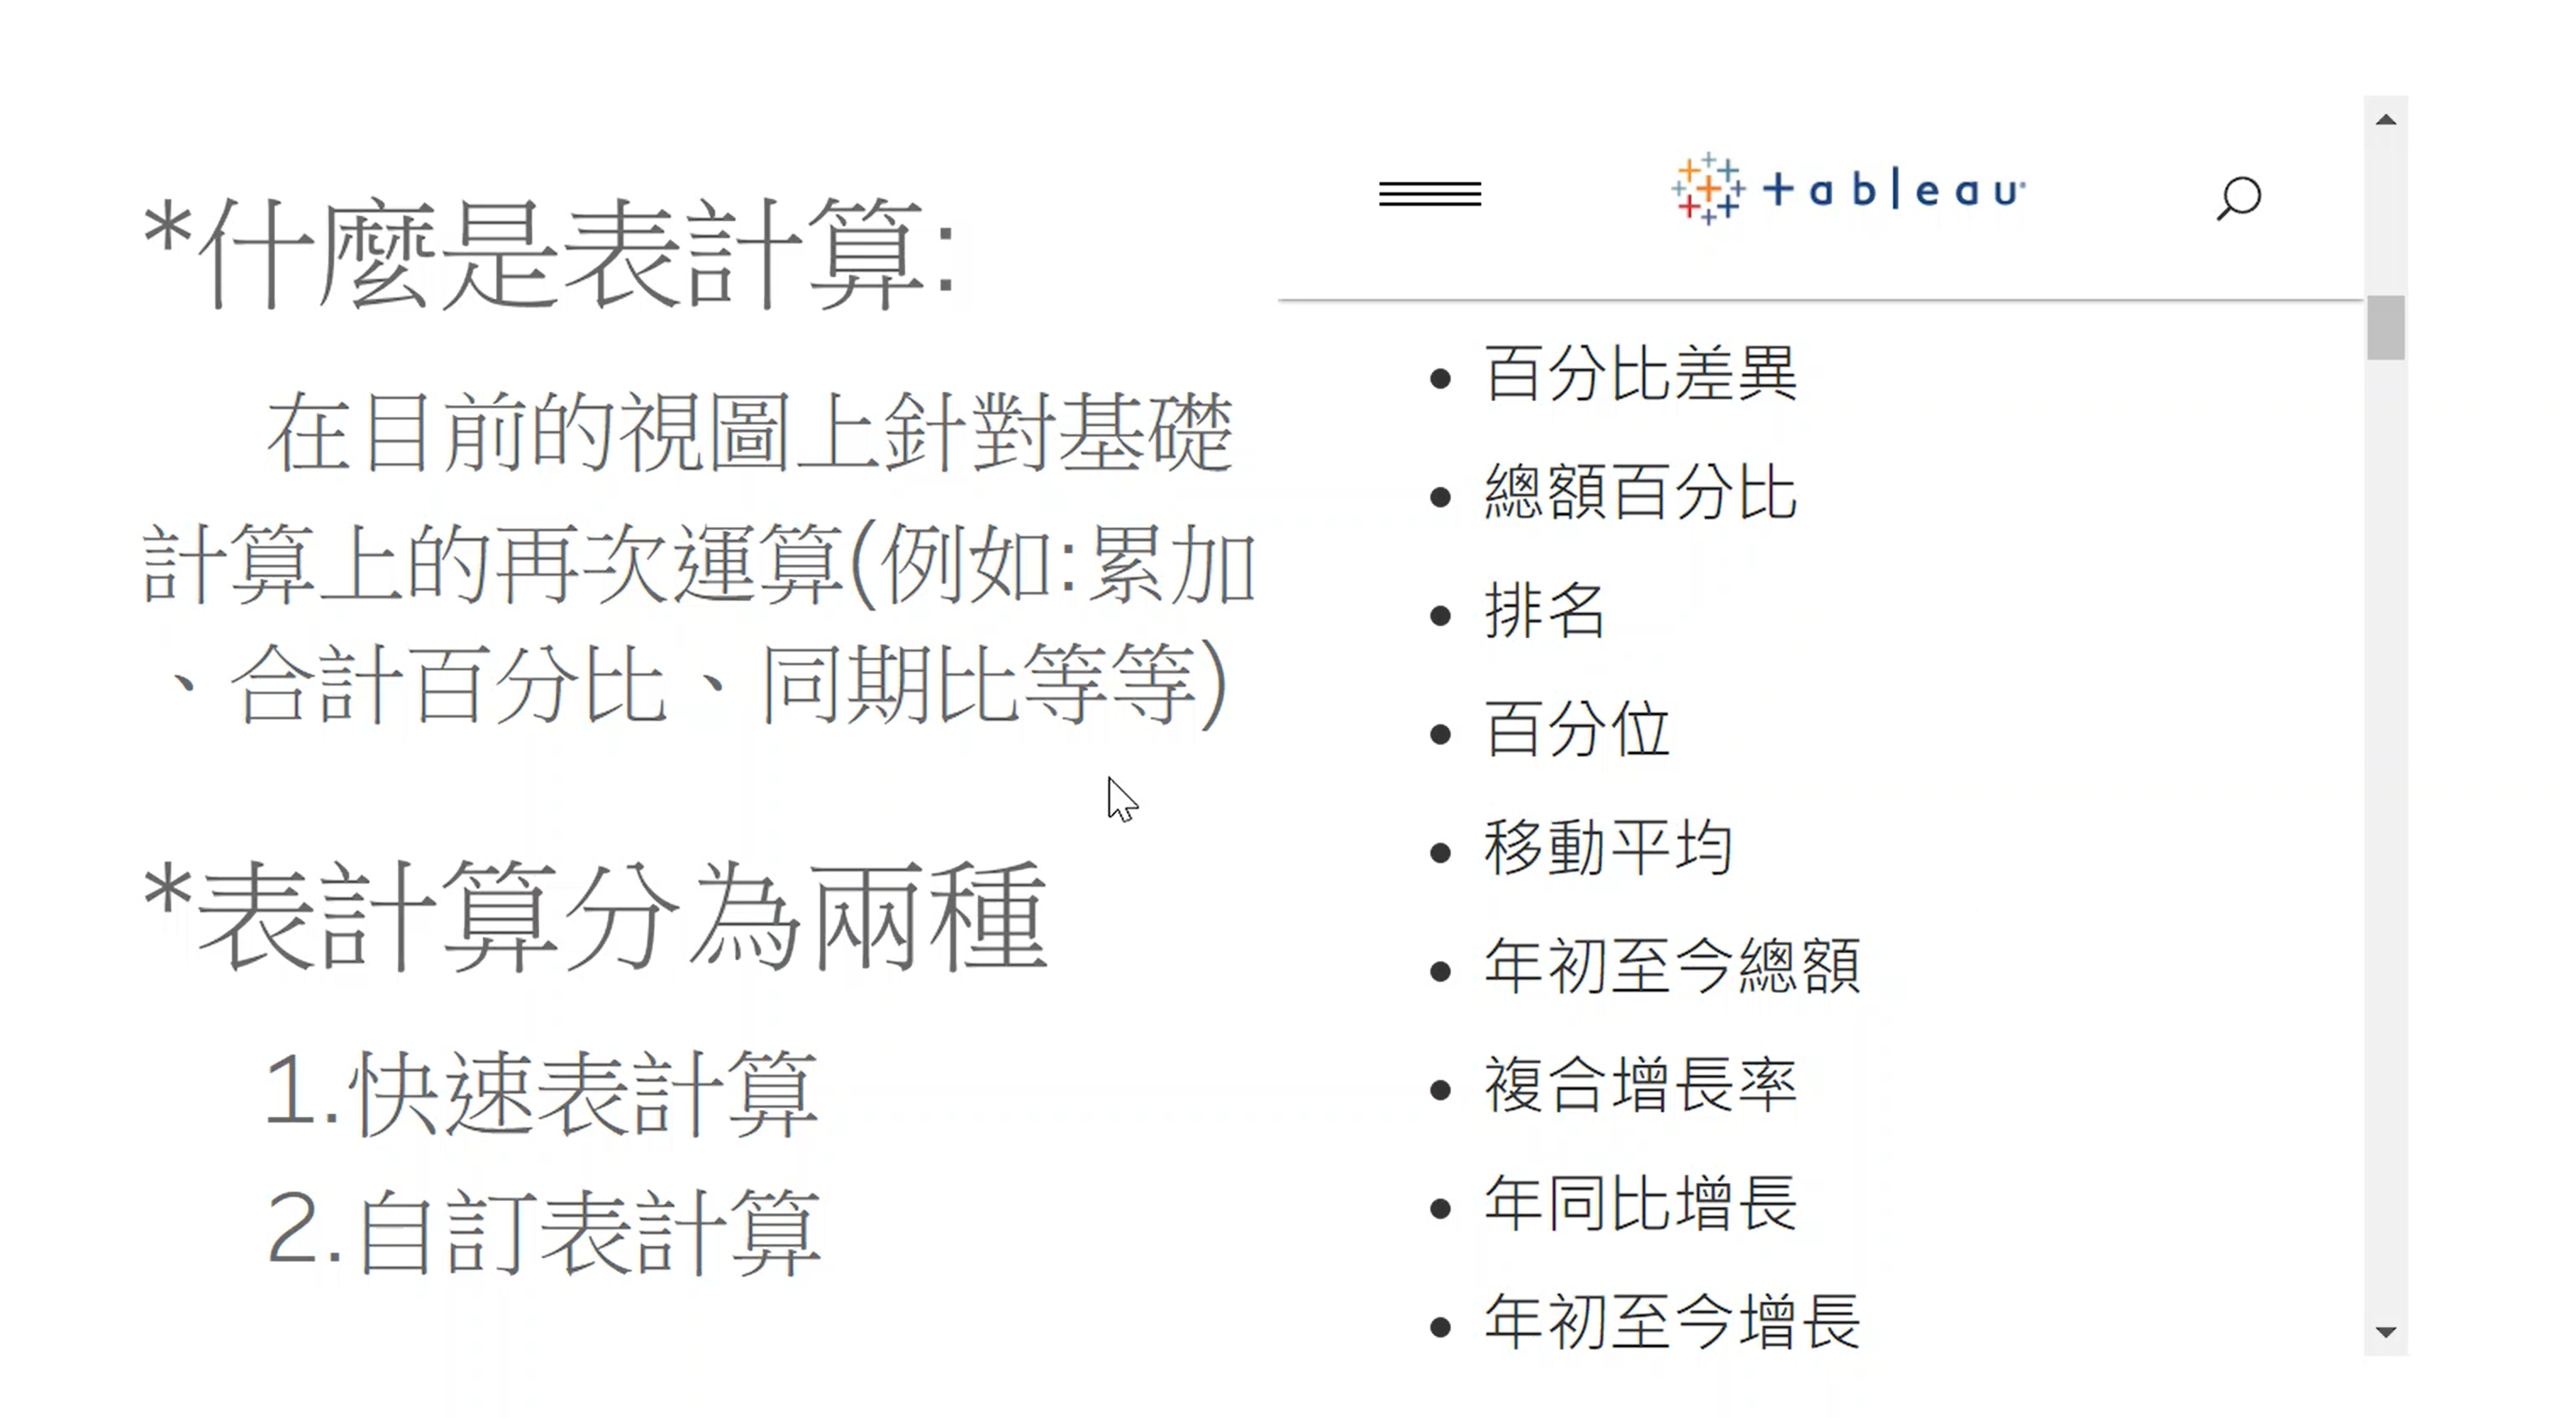 *什麼是表計算:
在目前的視圖上針對基礎
計算上的再次運算(例如:累加
、合計百分比、同期比等等)
*表計算分為兩種
1.快速表計算
2.自訂表計算
+ableau
百分比差異
總額百分比
排名
百分位
移動平均
年初至今總額
複合增長率
年同比增長
年初至今增長